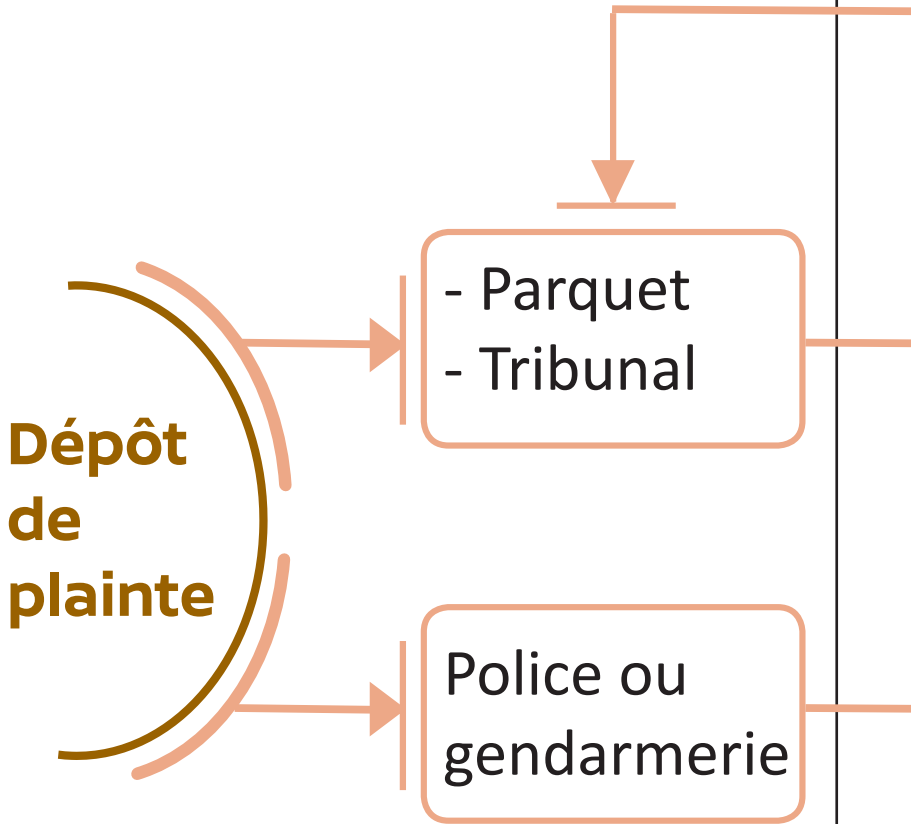 Dépôt
de
plainte
- Parquet
- Tribunal
Police ou
gendarmerie